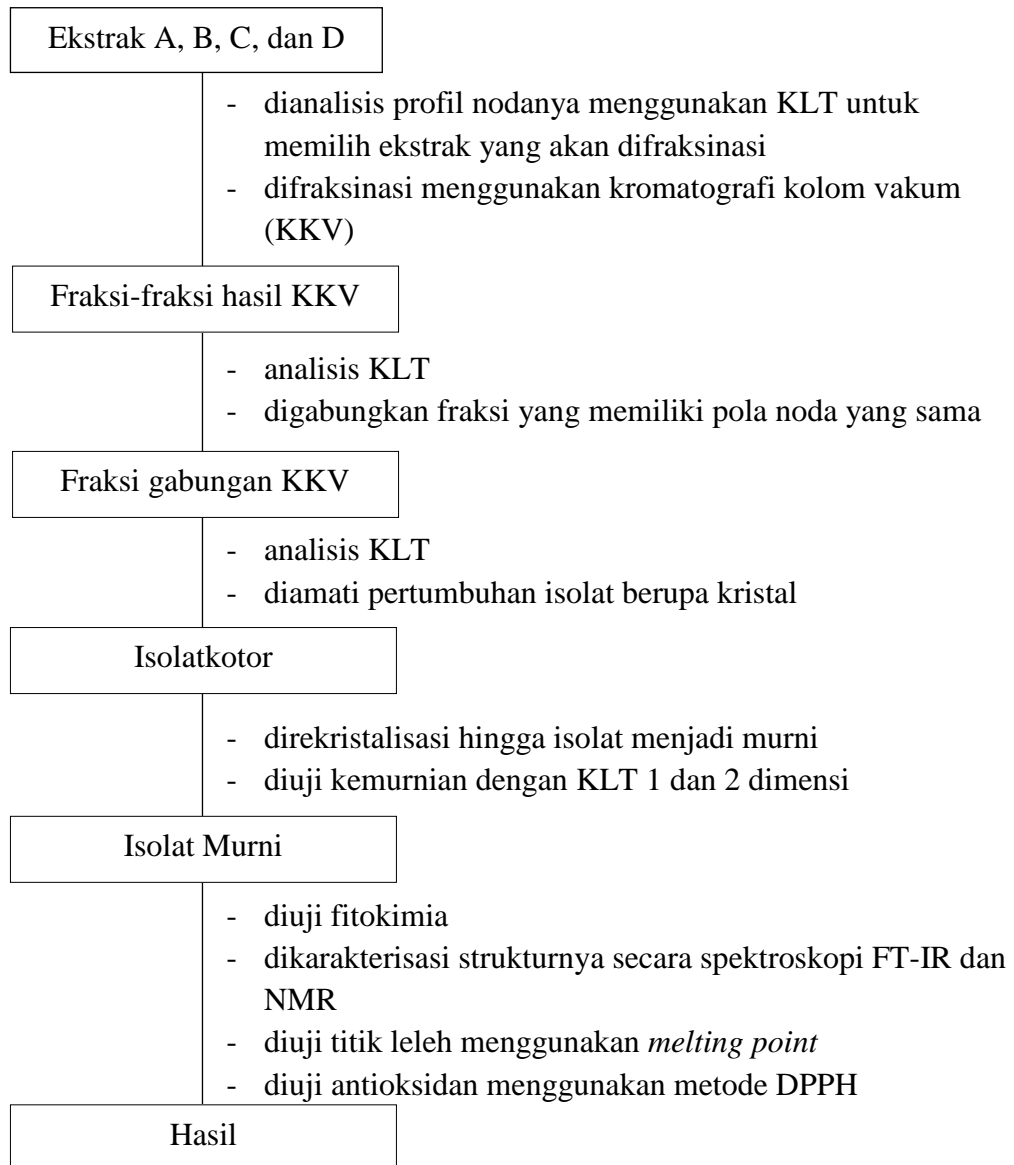 Ekstrak A, B, C, dan D
- dianalisis profil nodanya menggunakan KLT untuk
memilih ekstrak yang akan difraksinasi
- difraksinasi menggunakan kromatografi kolom vakum
(KKV)
Fraksi-fraksi hasil KKV
- analisis KLT
- digabungkan fraksi yang memiliki pola noda yang sama
Fraksi gabungan KKV
- analisis KLT
- diamati pertumbuhan isolat berupa kristal
Isolatkotor
- direkristalisasi hingga isolat menjadi murni
- diuji kemurnian dengan KLT 1 dan 2 dimensi
Isolat Murni
- diuji fitokimia
- dikarakterisasi strukturnya secara spektroskopi FT-IR dan
NMR
- diuji titik leleh menggunakan melting point
- diuji antioksidan menggunakan metode DPPH
Hasil